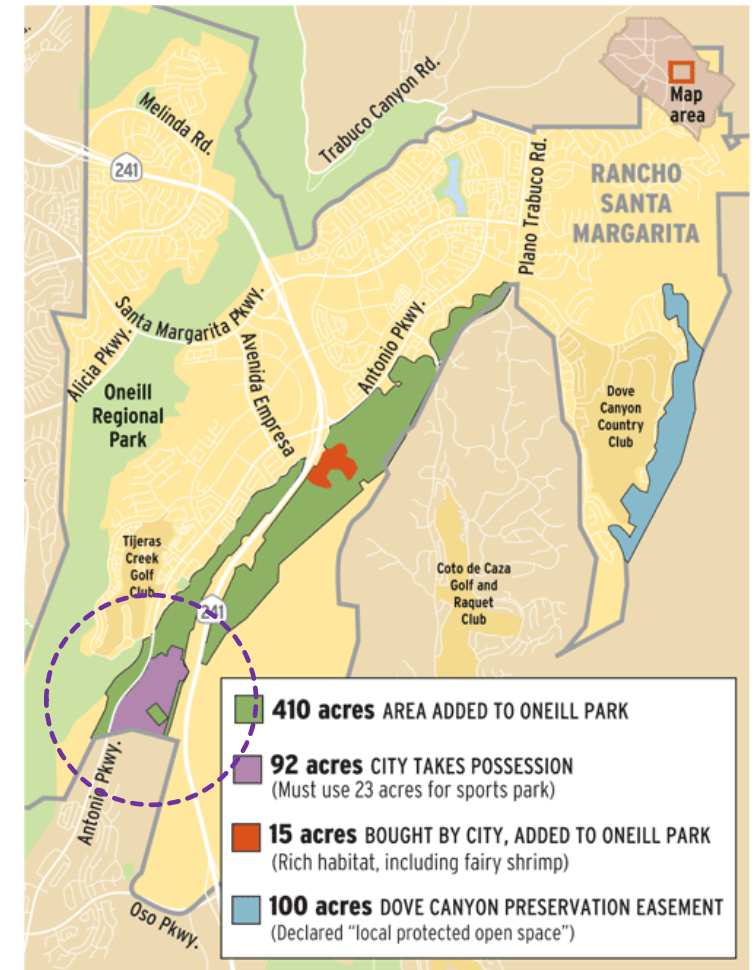 Melinda Rd.
Trabuco Canyon Rd.
Map
area
241
Plano Trabuco Rd.
RANCHO
SANTA
MARGARITA
Santa Margarita Pkwy.
Alicia Pkwy.
Antonio Pkwy.
Avenida Empresa
Oneill
Regional
Park
Dove
Canyon
Country
Club
Tijeras
Creek
Golf
Club
Coto de Caza
Golf and
Raquet
Club
241
410 acres AREA ADDED TO ONEILL PARK
92 acres CITY TAKES POSSESSION
(Must use 23 acres for sports park)
15 acres BOUGHT BY CITY, ADDED TO ONEILL PARK
(Rich habitat, including fairy shrimp)
100 acres DOVE CANYON PRESERVATION EASEMENT
(Declared “local protected open space”)
Antonio Pkwy.
Oso Pkwy.